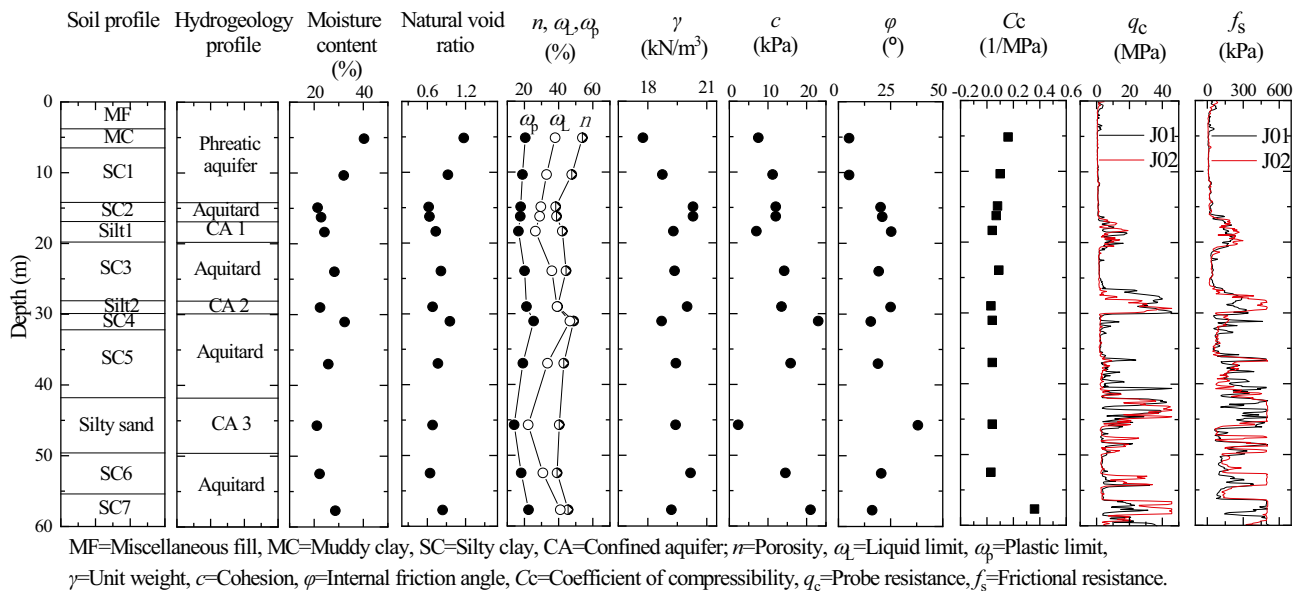 Soil profile
Hydrogeology profile
Moisture content (%)
Natural void ratio
n, ωL, ωp (%)
γ (kN/m³)
c (kPa)
φ (°)
Cc (1/MPa)
qc (MPa)
fs (kPa)
20 40
0.6 1.2
20 40 60
18 21
0 10 20
0 25 50
-0.2 0.0 0.2 0.4 0.6
0 20 40
0 300 600
Depth (m)
0
10
20
30
40
50
60
MF
MC
SC1
SC2
Silt1
SC3
Silt2
SC4
SC5
Silty sand
SC6
SC7
Phreatic aquifer
Aquitard
CA 1
Aquitard
CA 2
Aquitard
CA 3
Aquitard
ωp ωL n
J01
J02
J01
J02
MF=Miscellaneous fill, MC=Muddy clay, SC=Silty clay, CA=Confined aquifer; n=Porosity, ωL=Liquid limit, ωp=Plastic limit,
γ=Unit weight, c=Cohesion, φ=Internal friction angle, Cc=Coefficient of compressibility, qc=Probe resistance, fs=Frictional resistance.